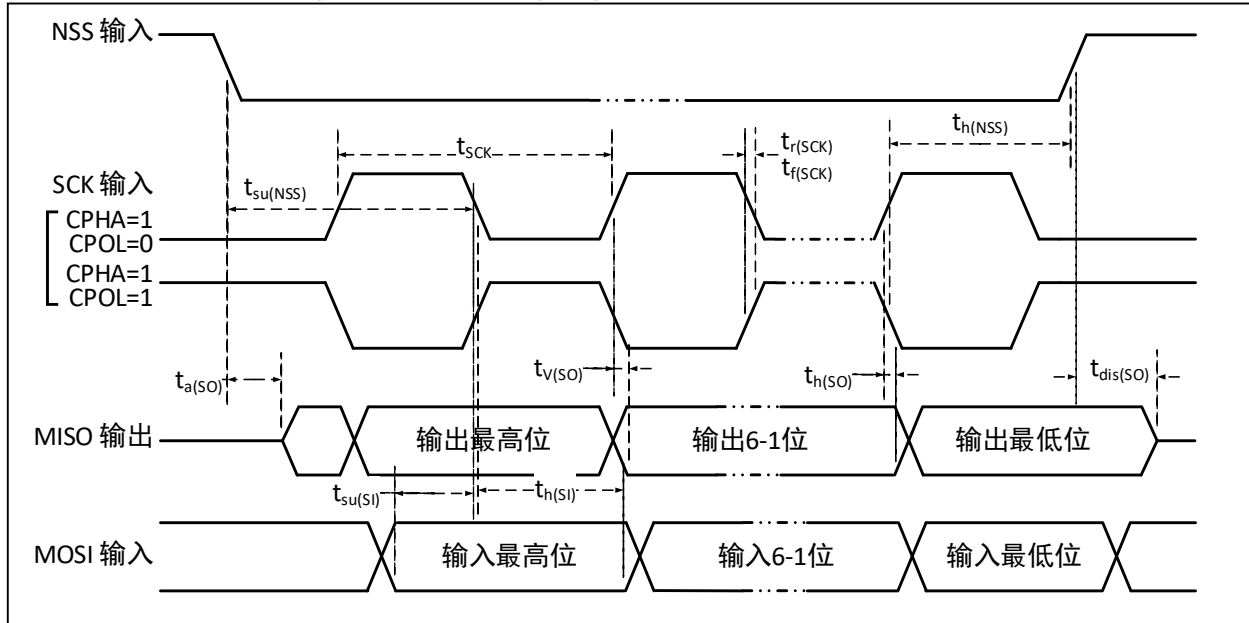 NSS 输入
t_h(NSS)
t_SCK
t_r(SCK)
t_f(SCK)
SCK 输入
t_su(NSS)
CPHA=1
CPOL=0
CPHA=1
CPOL=1
t_a(SO)
t_V(SO)
t_h(SO)
t_dis(SO)
MISO 输出
输出最高位
输出6-1位
输出最低位
t_su(SI)
t_h(SI)
MOSI 输入
输入最高位
输入6-1位
输入最低位